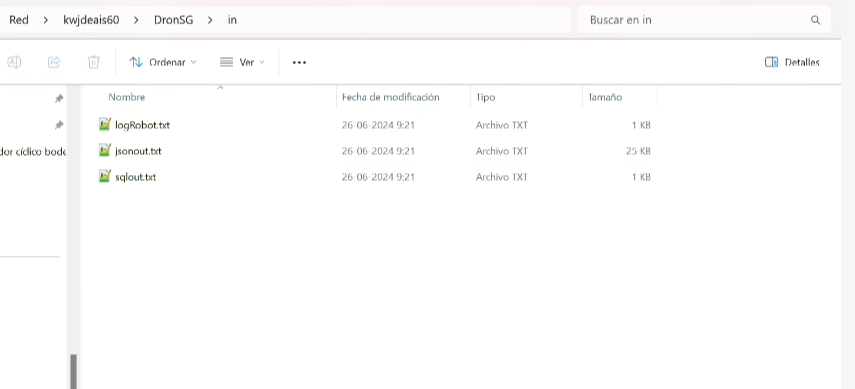 Red > kwjdeais60 > DronSG > in
Buscar en in
Ordenar
Ver
Detalles
Nombre Fecha de modificación Tipo Tamaño
logRobot.txt 26-06-2024 9:21 Archivo TXT 1 KB
dor cíclico bode
jsonout.txt 26-06-2024 9:21 Archivo TXT 25 KB
sqlout.txt 26-06-2024 9:21 Archivo TXT 1 KB